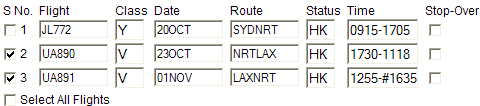 S No. Flight Class Date Route Status Time Stop-Over
1 JL772 Y 20OCT SYDNRT HK 0915-1705
2 UA890 V 23OCT NRTLAX HK 1730-1118
3 UA891 V 01NOV LAXNRT HK 1255-#1635
Select All Flights